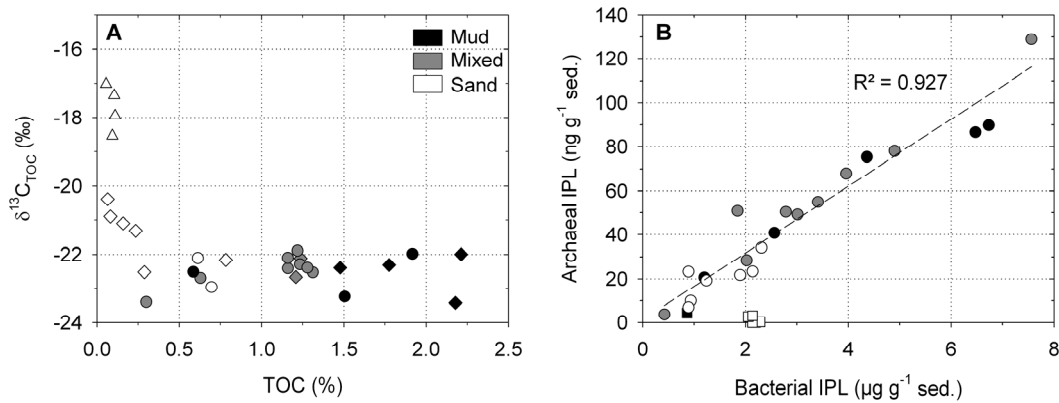 A
Mud
Mixed
Sand
-16
-18
-20
-22
-24
0.0
0.5
1.0
1.5
2.0
2.5
δ¹³C_TOC (‰)
TOC (%)
B
R² = 0.927
140
120
100
80
60
40
20
0
0
2
4
6
8
Archaeal IPL (ng g⁻¹ sed.)
Bacterial IPL (µg g⁻¹ sed.)